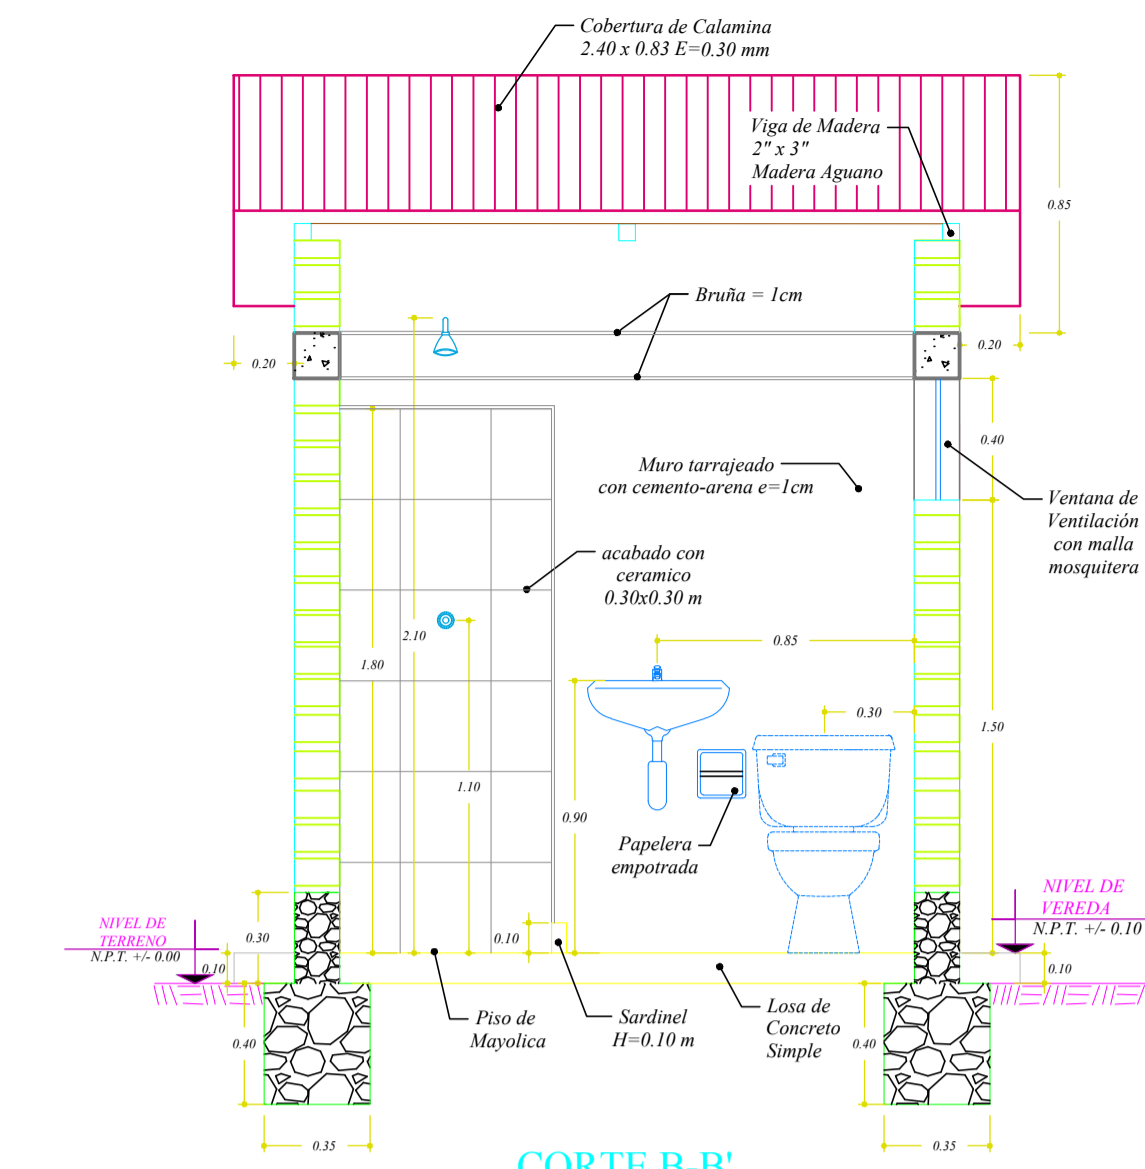 Cobertura de Calamina
2.40 x 0.83 E=0.30 mm
Viga de Madera
2" x 3"
Madera Aguano
0.85
Bruña = 1cm
0.20
0.20
0.40
Muro tarrajeado
con cemento-arena e=1cm
Ventana de
Ventilación
con malla
mosquitera
acabado con
ceramico
0.30x0.30 m
2.10
0.85
1.80
0.30
1.50
1.10
0.90
Papelera
empotrada
NIVEL DE
VEREDA
N.P.T. +/- 0.10
NIVEL DE
TERRENO
N.P.T. +/- 0.00
0.30
0.10
0.10
0.10
Piso de
Mayolica
Sardinel
H=0.10 m
Losa de
Concreto
Simple
0.40
0.40
0.35
0.35
CORTE B-B'